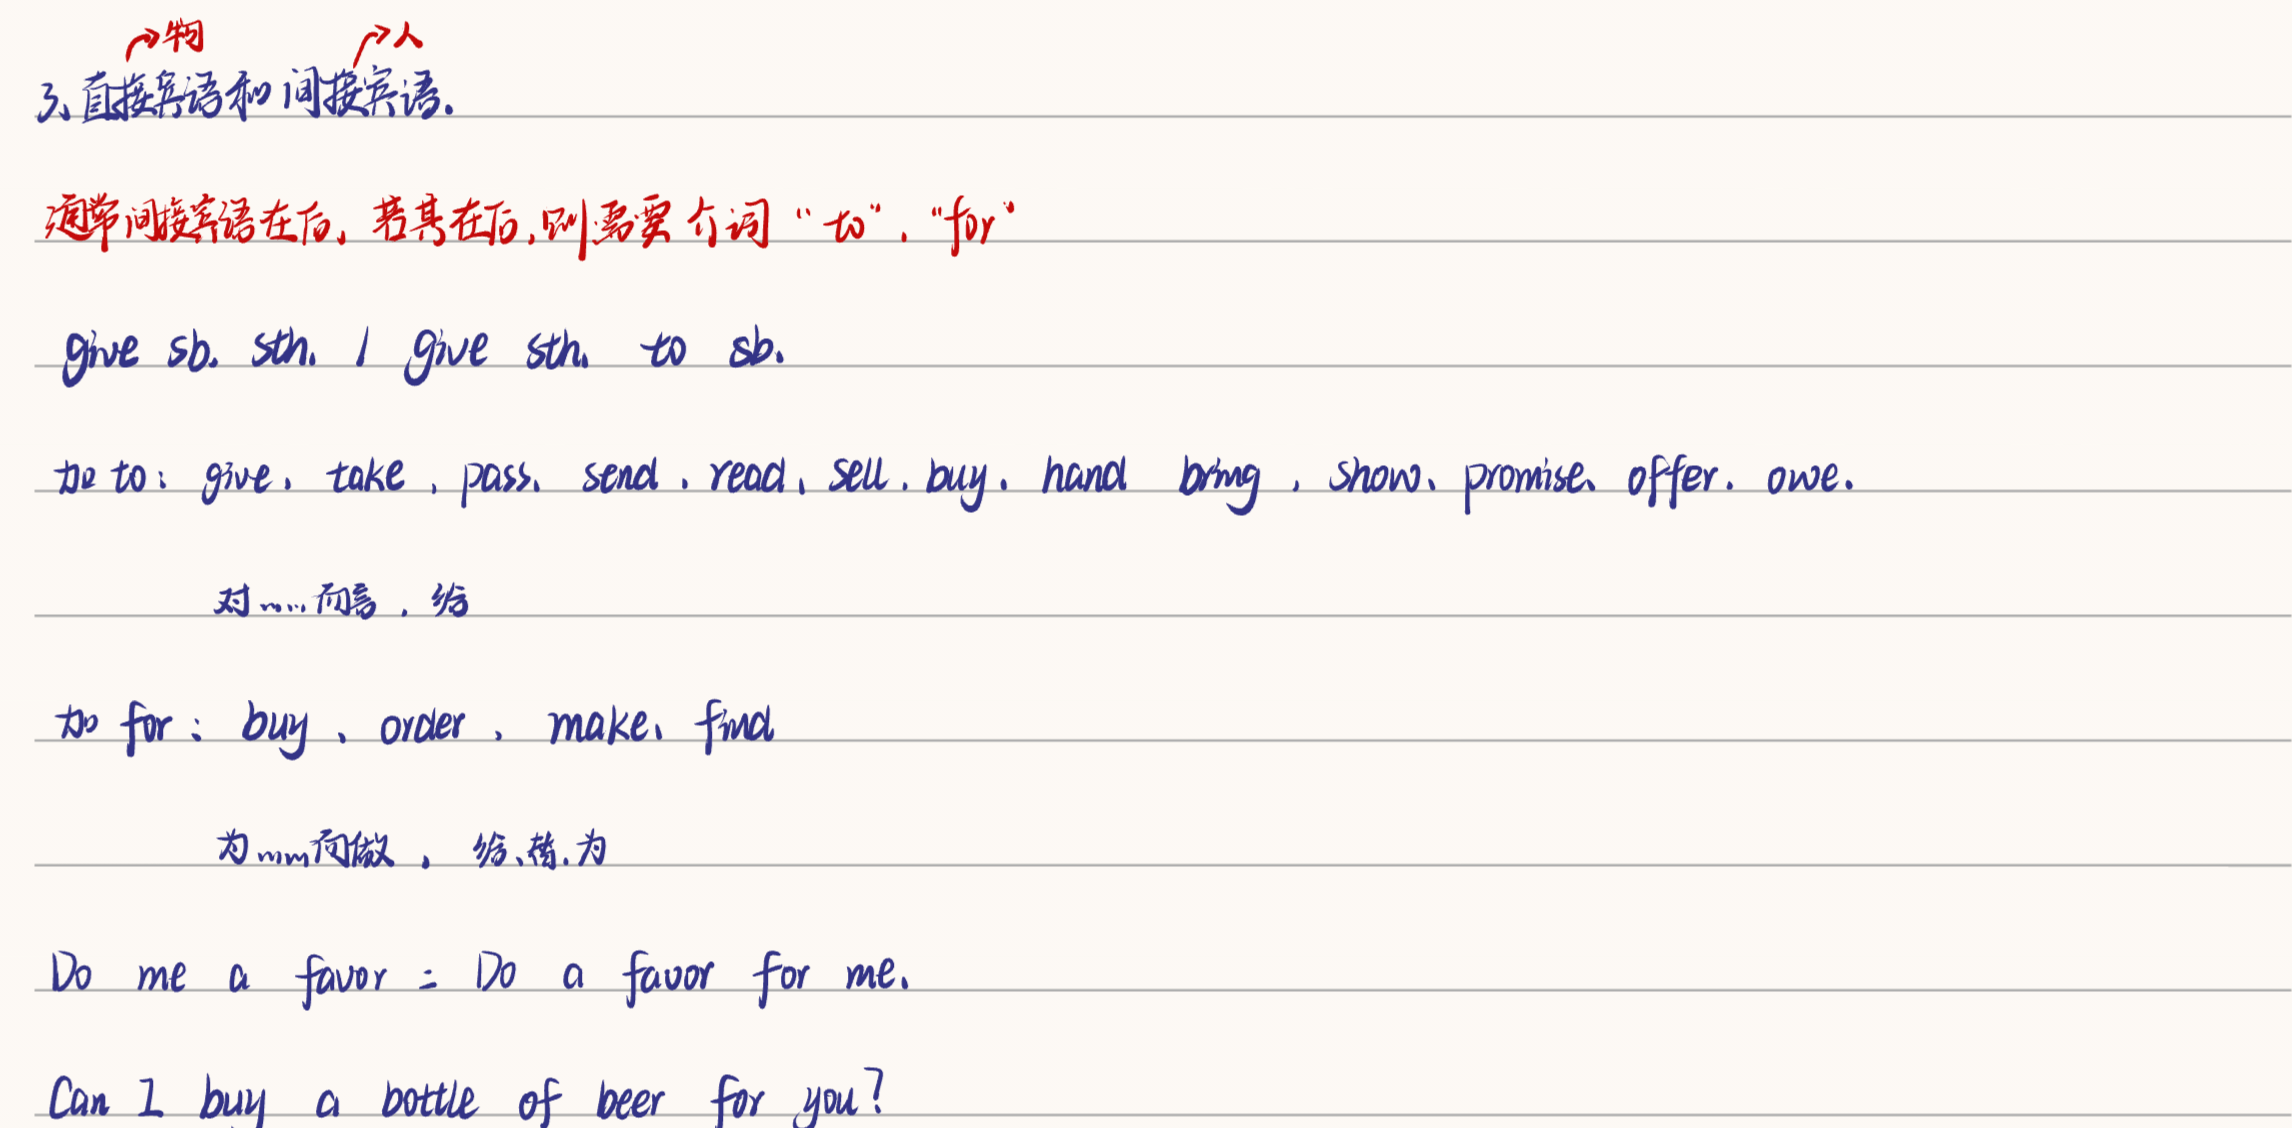 物 人
3、直接宾语和间接宾语.
通常间接宾语在后, 若其在后, 则需要介词 "to". "for"
give sb. sth. / give sth. to sb.
加 to: give, take, pass、send, read、sell, buy, hand bring, show、promise、offer. owe.
对……而言, 给
加 for: buy、order, make、find
为……而做, 给、替、为
Do me a favor = Do a favor for me.
Can I buy a bottle of beer for you?